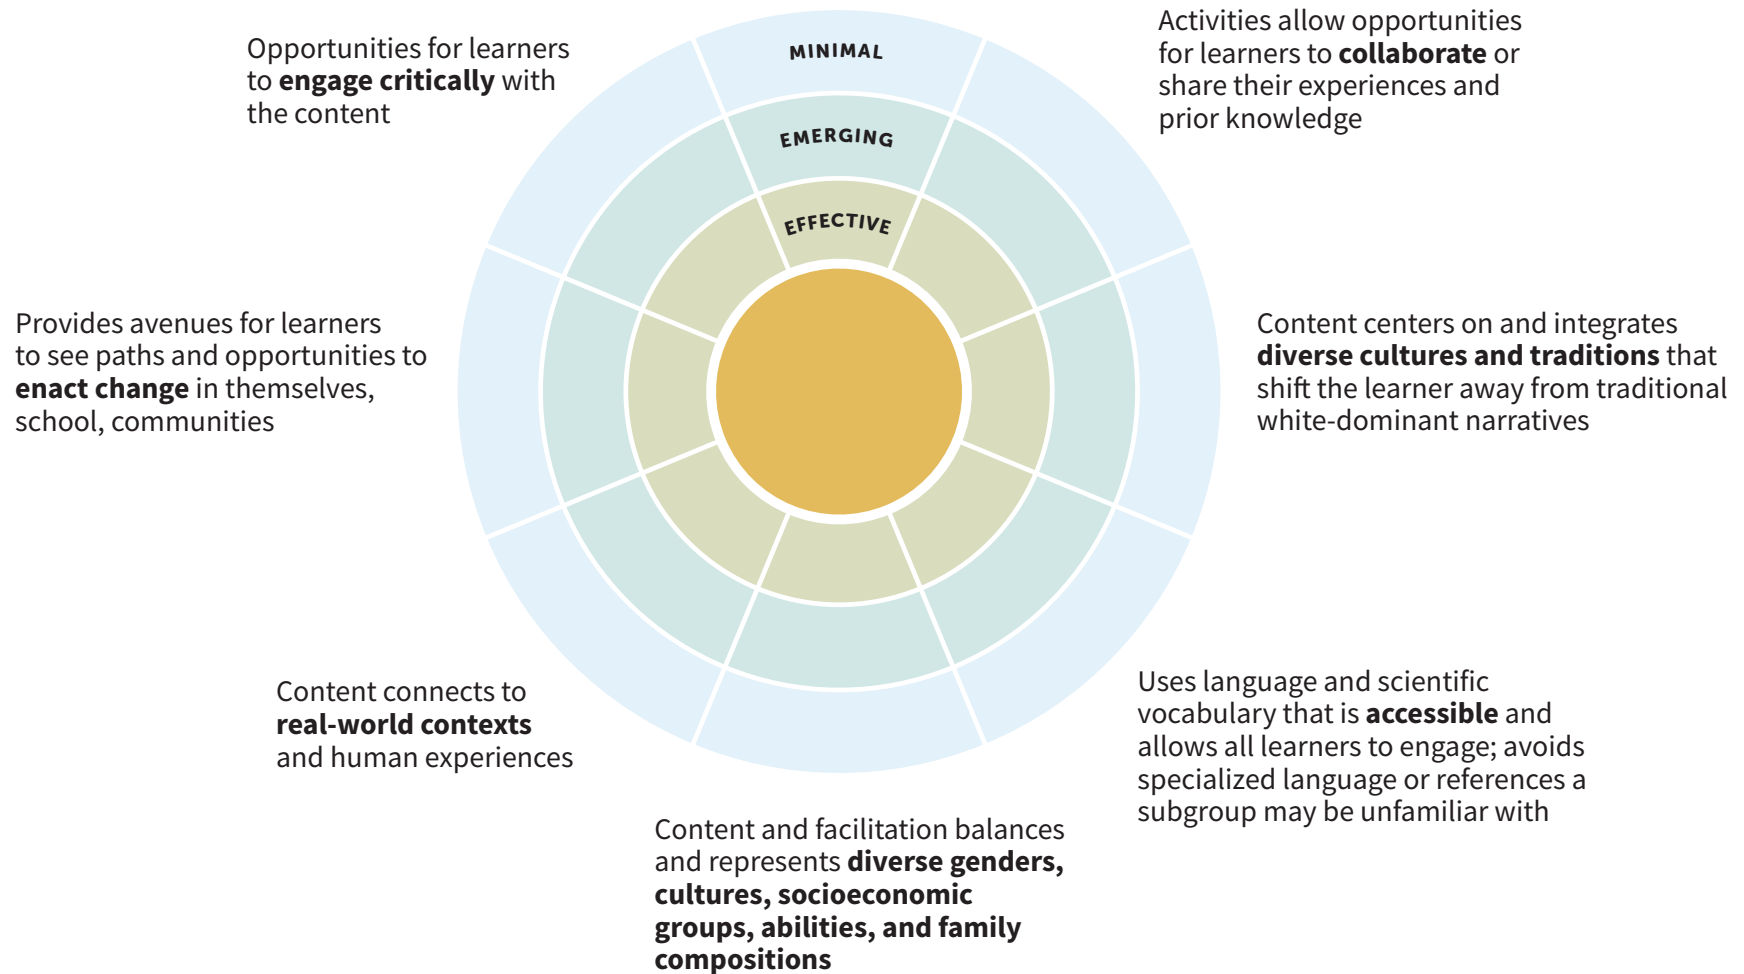 MINIMAL
EMERGING
EFFECTIVE
Activities allow opportunities
for learners to collaborate or
share their experiences and
prior knowledge
Content centers on and integrates
diverse cultures and traditions that
shift the learner away from traditional
white-dominant narratives
Uses language and scientific
vocabulary that is accessible and
allows all learners to engage; avoids
specialized language or references a
subgroup may be unfamiliar with
Content and facilitation balances
and represents diverse genders,
cultures, socioeconomic
groups, abilities, and family
compositions
Content connects to
real-world contexts
and human experiences
Provides avenues for learners
to see paths and opportunities to
enact change in themselves,
school, communities
Opportunities for learners
to engage critically with
the content